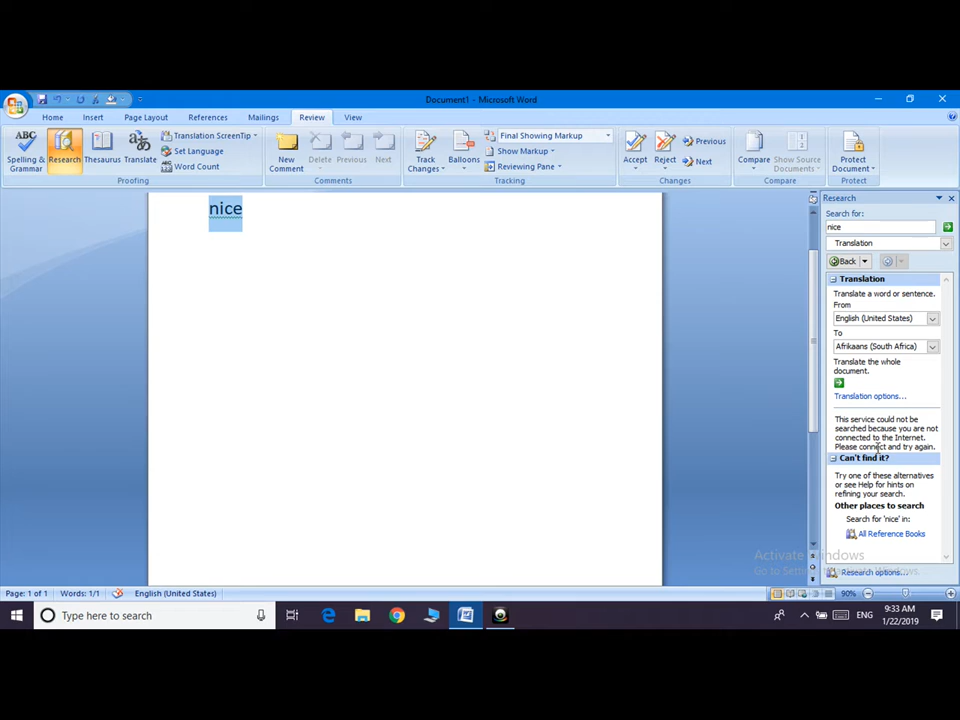 Document1 - Microsoft Word
Home Insert Page Layout References Mailings Review View
ABC
Spelling & Grammar
Research
Thesaurus
Translate
Translation ScreenTip
Set Language
Word Count
Proofing
New Comment
Delete
Previous
Next
Comments
Track Changes
Balloons
Final Showing Markup
Show Markup
Reviewing Pane
Tracking
Accept
Reject
Previous
Next
Changes
Compare
Show Source Documents
Compare
Protect Document
Protect
nice
Research
Search for:
nice
Translation
Back
Translation
Translate a word or sentence.
From
English (United States)
To
Afrikaans (South Africa)
Translate the whole
document.
Translation options...
This service could not be
searched because you are not
connected to the Internet.
Please connect and try again.
Can't find it?
Try one of these alternatives
or see Help for hints on
refining your search.
Other places to search
Search for 'nice' in:
All Reference Books
Activate Windows
Research options...
Page: 1 of 1 Words: 1/1 English (United States) 90%
Type here to search
ENG
9:33 AM
1/22/2019